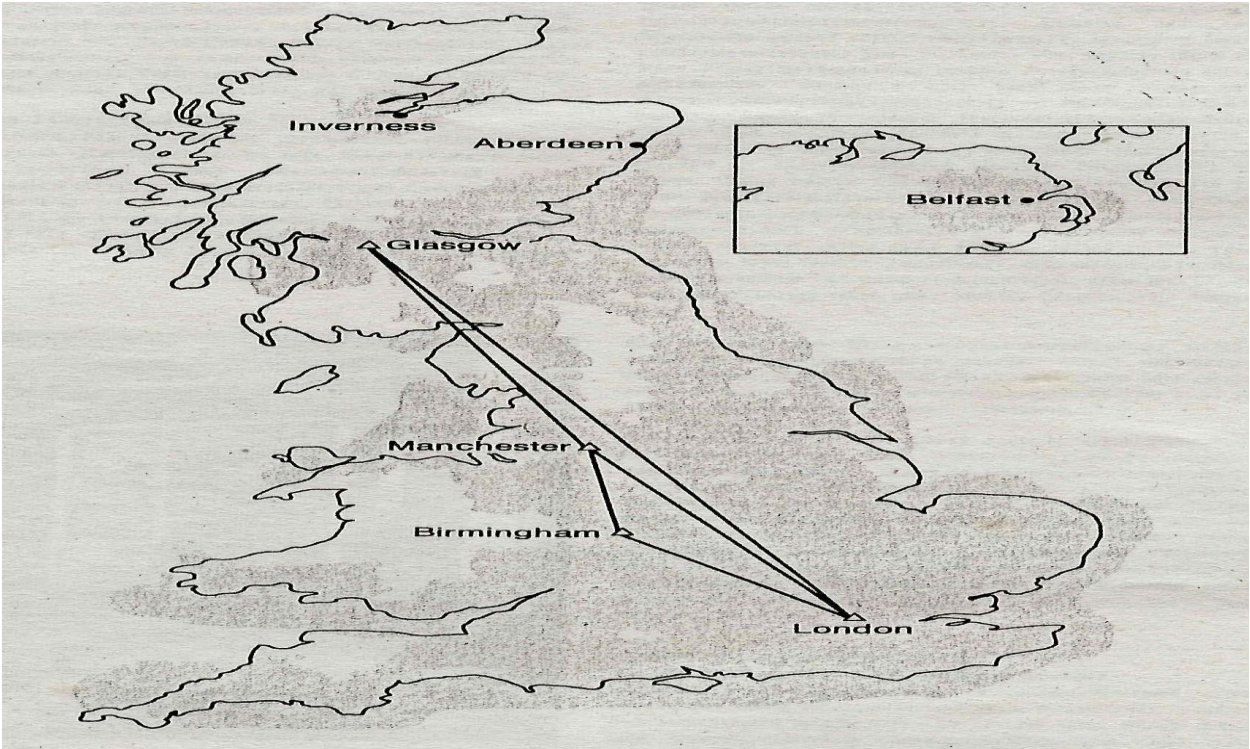 Inverness
Aberdeen
Belfast
Glasgow
Manchester
Birmingham
London